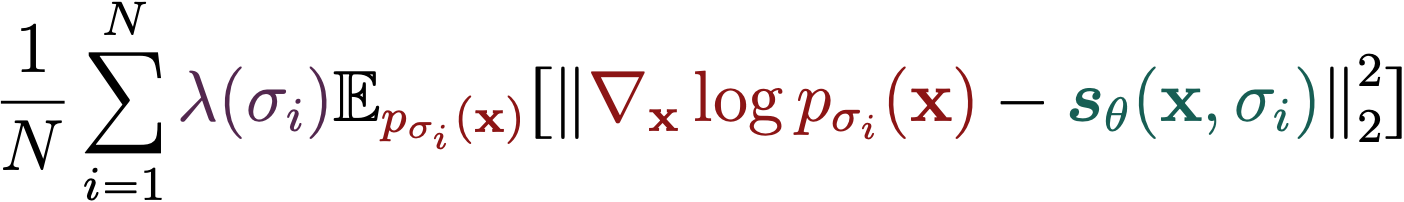 \frac{1}{N} \sum_{i=1}^{N} \lambda(\sigma_i) \mathbb{E}_{p_{\sigma_i}(\mathbf{x})} [\| \nabla_{\mathbf{x}} \log p_{\sigma_i}(\mathbf{x}) - \boldsymbol{s}_\theta(\mathbf{x}, \sigma_i) \|_2^2]